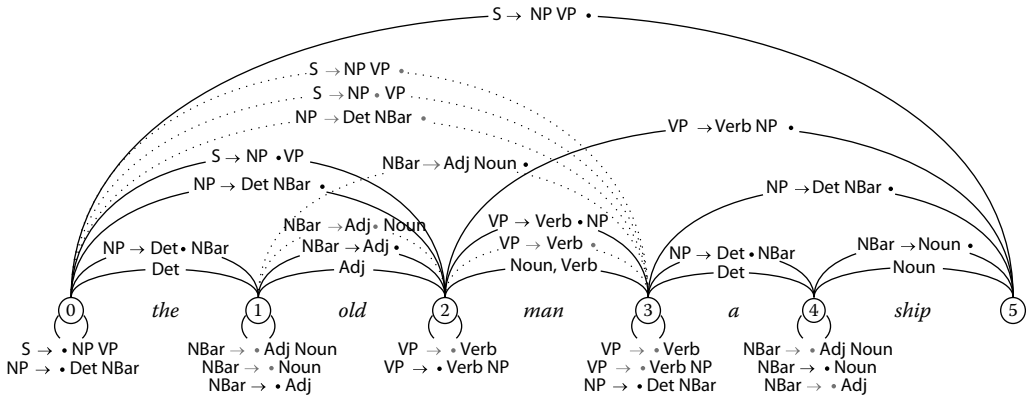 S → NP VP •
S → NP VP •
S → NP • VP
NP → Det NBar •
VP → Verb NP •
S → NP • VP
NBar → Adj Noun •
NP → Det NBar •
NP → Det NBar •
NBar → Adj • Noun
VP → Verb • NP
NP → Det • NBar
NBar → Adj •
VP → Verb •
NP → Det • NBar
NBar → Noun •
Det
Adj
Noun, Verb
Det
Noun
0 the 1 old 2 man 3 a 4 ship 5
S → • NP VP
NP → • Det NBar
NBar → • Adj Noun
NBar → • Noun
NBar → • Adj
VP → • Verb
VP → • Verb NP
VP → • Verb
VP → • Verb NP
NP → • Det NBar
NBar → • Adj Noun
NBar → • Noun
NBar → • Adj